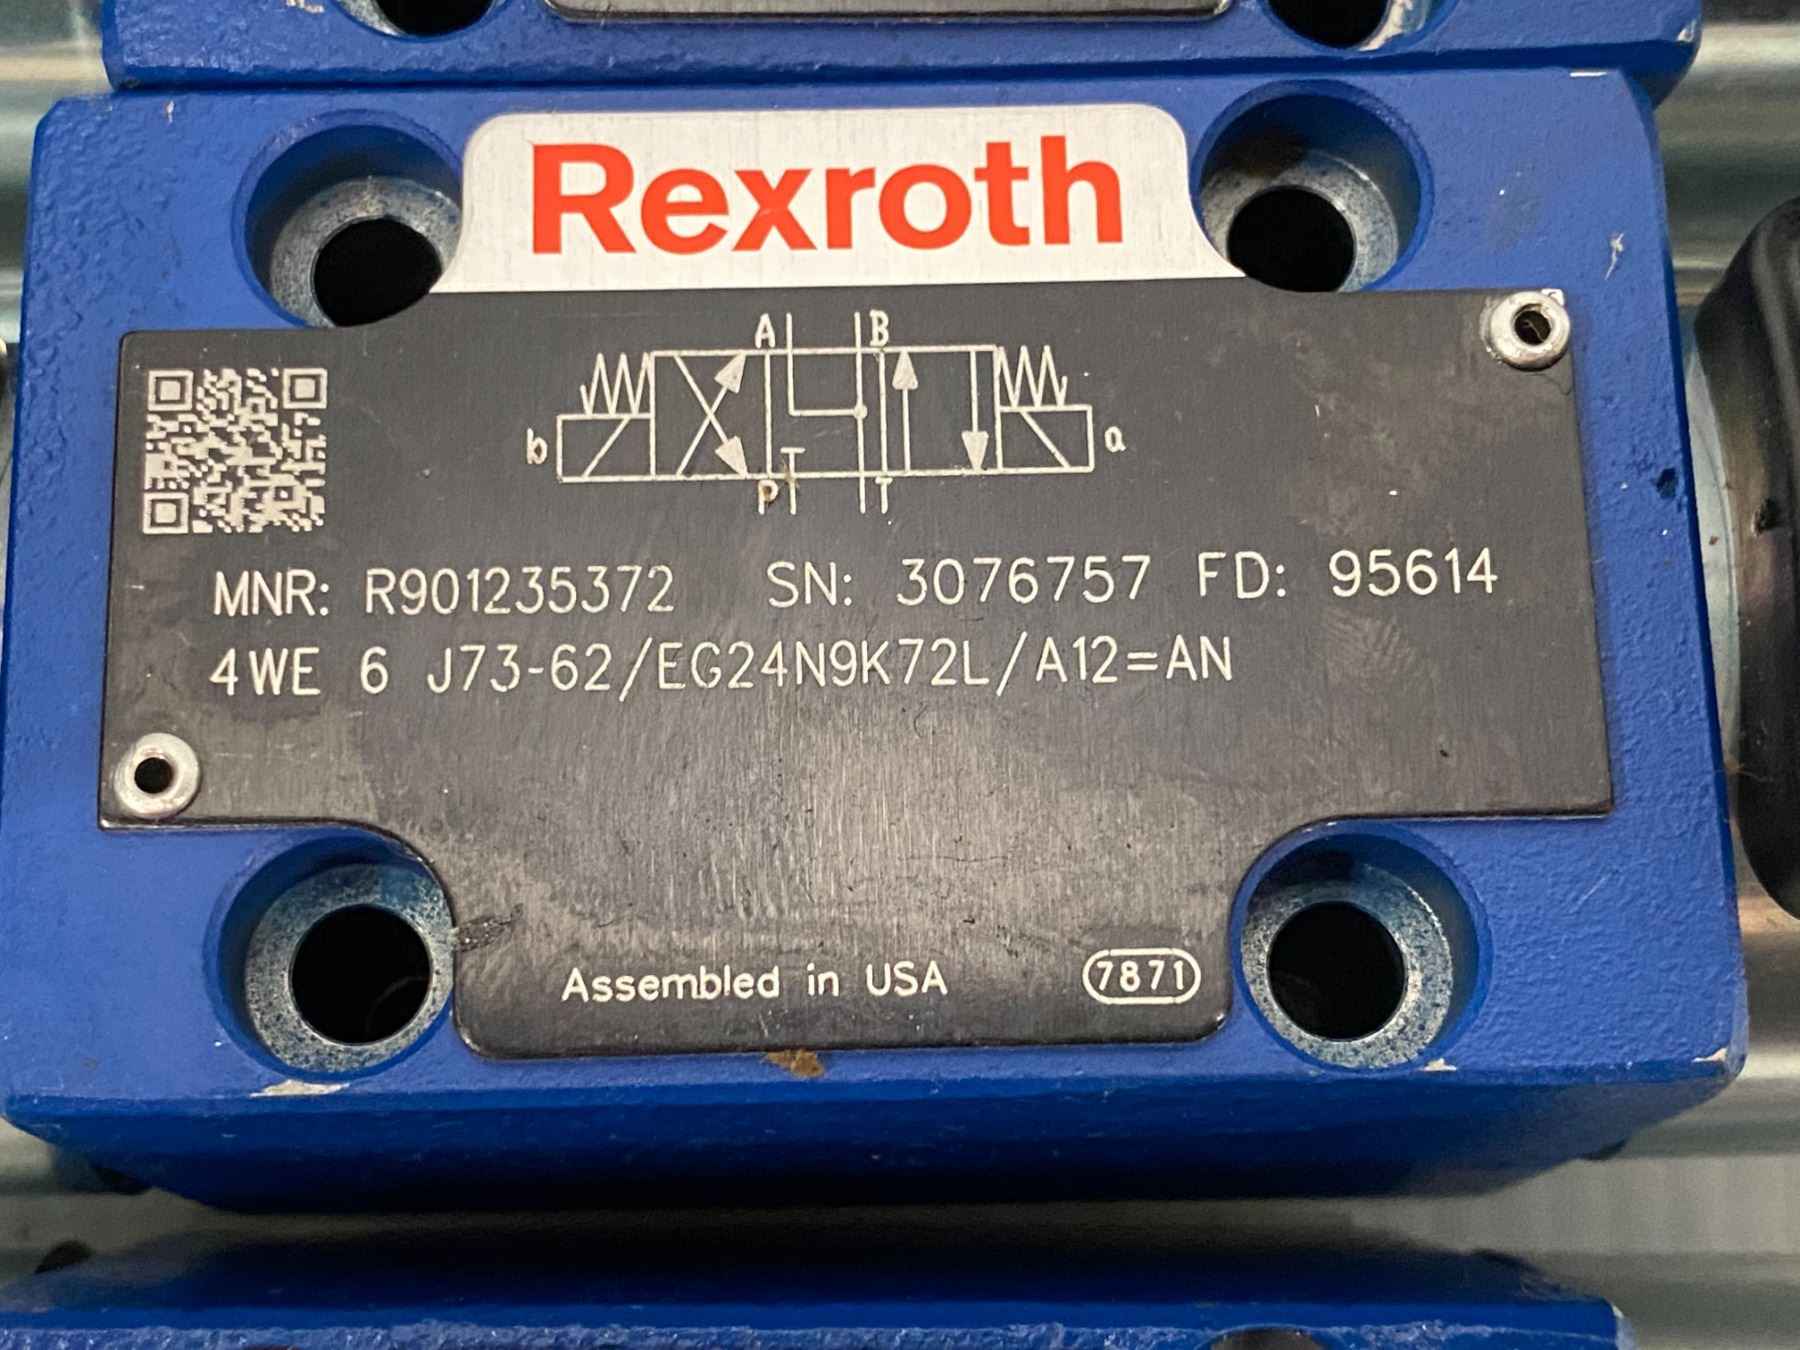 Rexroth
A B
b a
T
P T
MNR: R901235372 SN: 3076757 FD: 95614
4WE 6 J73-62/EG24N9K72L/A12=AN
Assembled in USA 7871